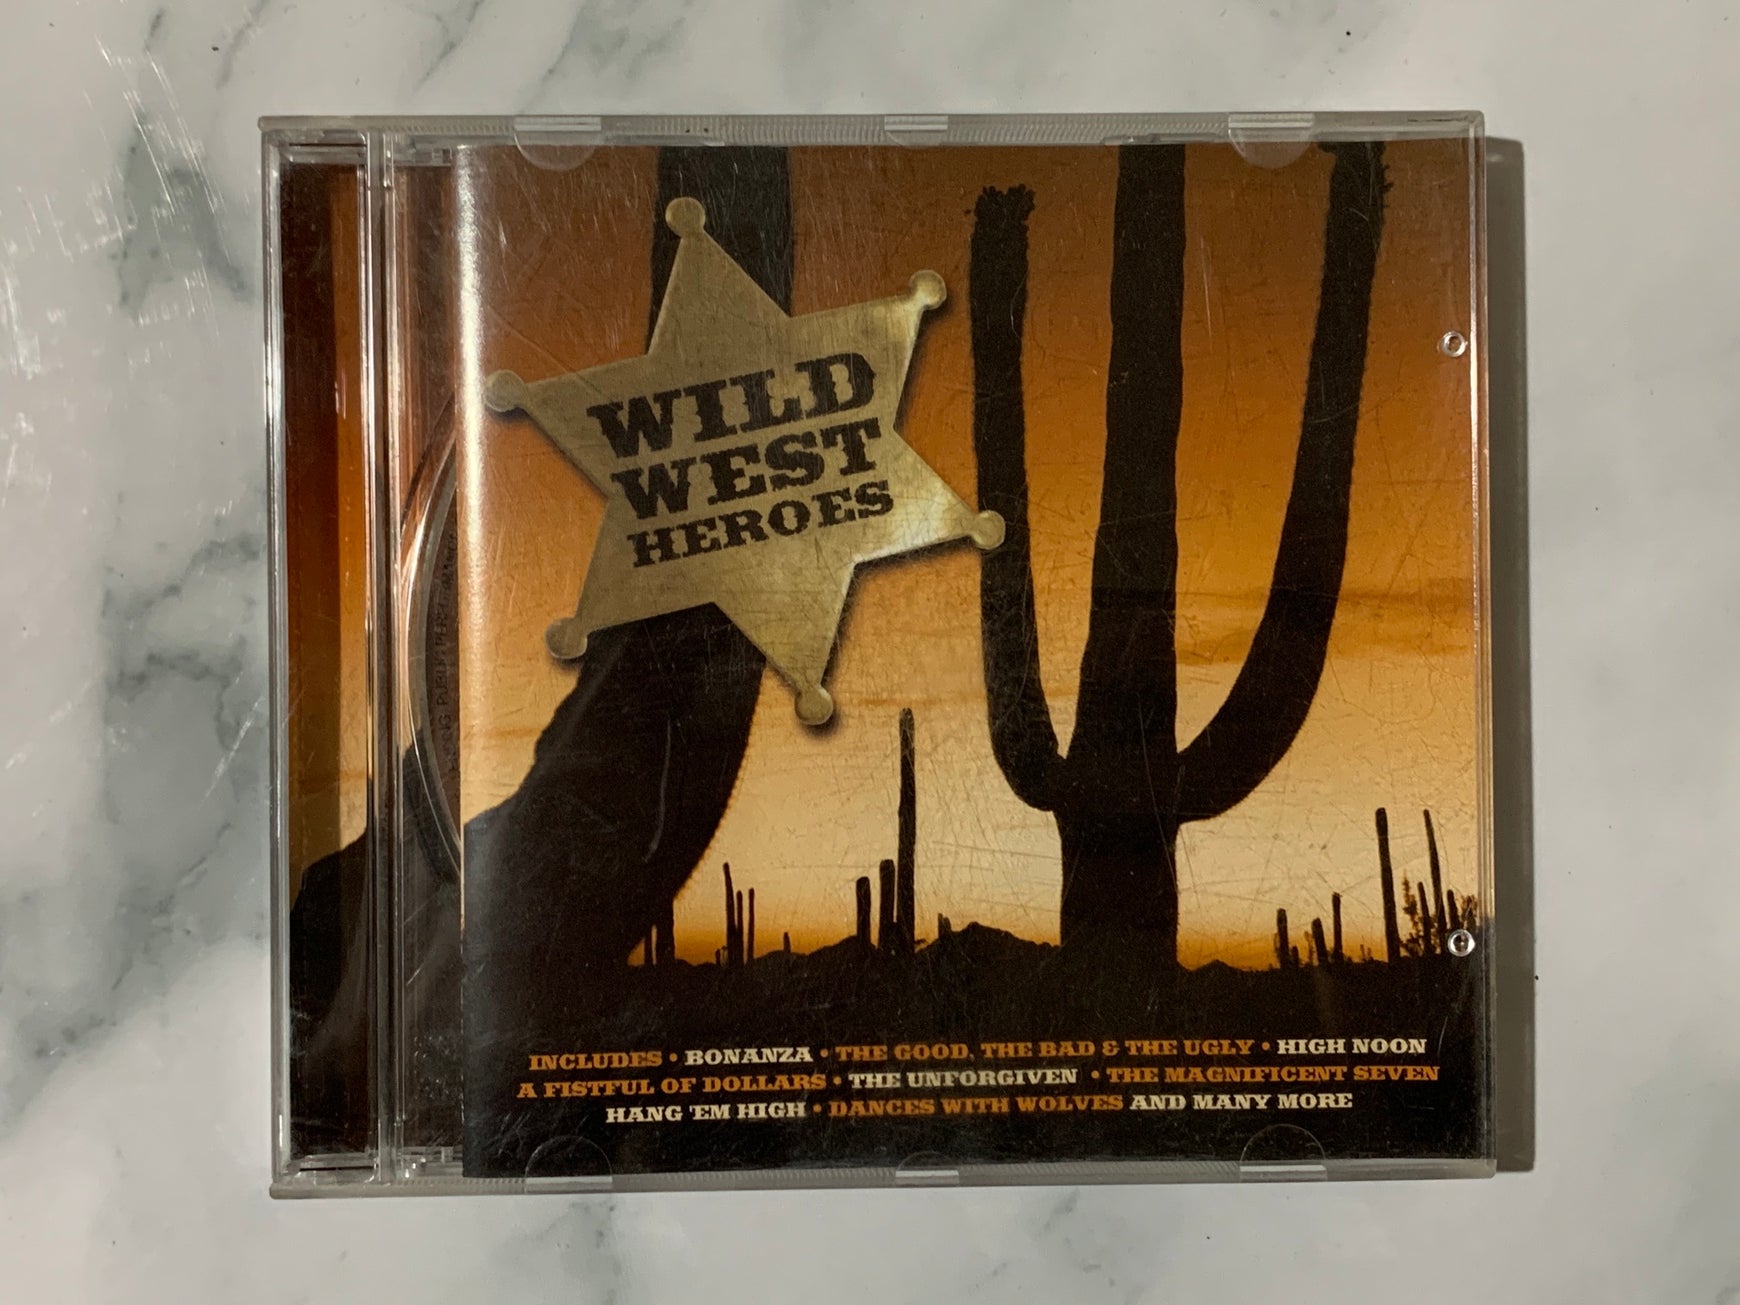 WILD
WEST
HEROES
INCLUDES • BONANZA • THE GOOD, THE BAD & THE UGLY • HIGH NOON
A FISTFUL OF DOLLARS • THE UNFORGIVEN • THE MAGNIFICENT SEVEN
HANG 'EM HIGH • DANCES WITH WOLVES AND MANY MORE